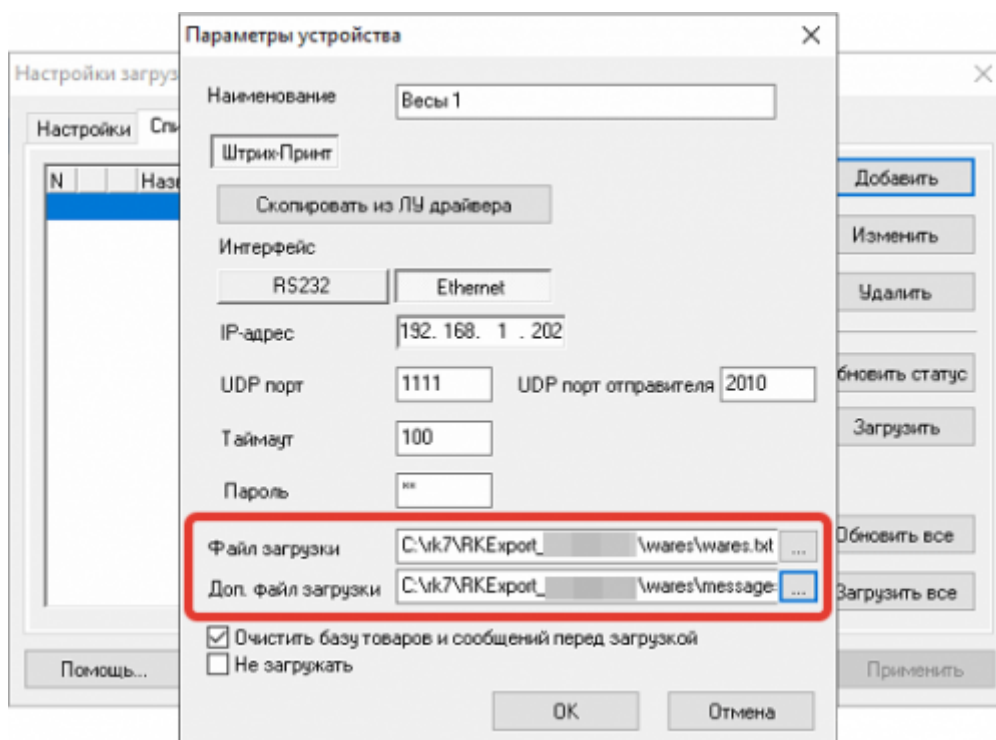 Параметры устройства
Настройки
Наименование
Весы 1
Настройки
Штрих-Принт
N
Добавить
Скопировать из ЛУ драйвера
Изменить
Интерфейс
RS232
Ethernet
Удалить
IP-адрес
192. 168. 1 . 202
UDP порт
1111
UDP порт отправителя
2010
статус
Таймаут
100
Загрузить
Пароль
**
Файл загрузки
C:\rk7\RKExport_ \wares\wares.txt
...
Обновить все
Доп. файл загрузки
C:\rk7\RKExport_ \wares\message
...
Загрузить все
Очистить базу товаров и сообщений перед загрузкой
Не загружать
Помощь...
Применить
OK
Отмена